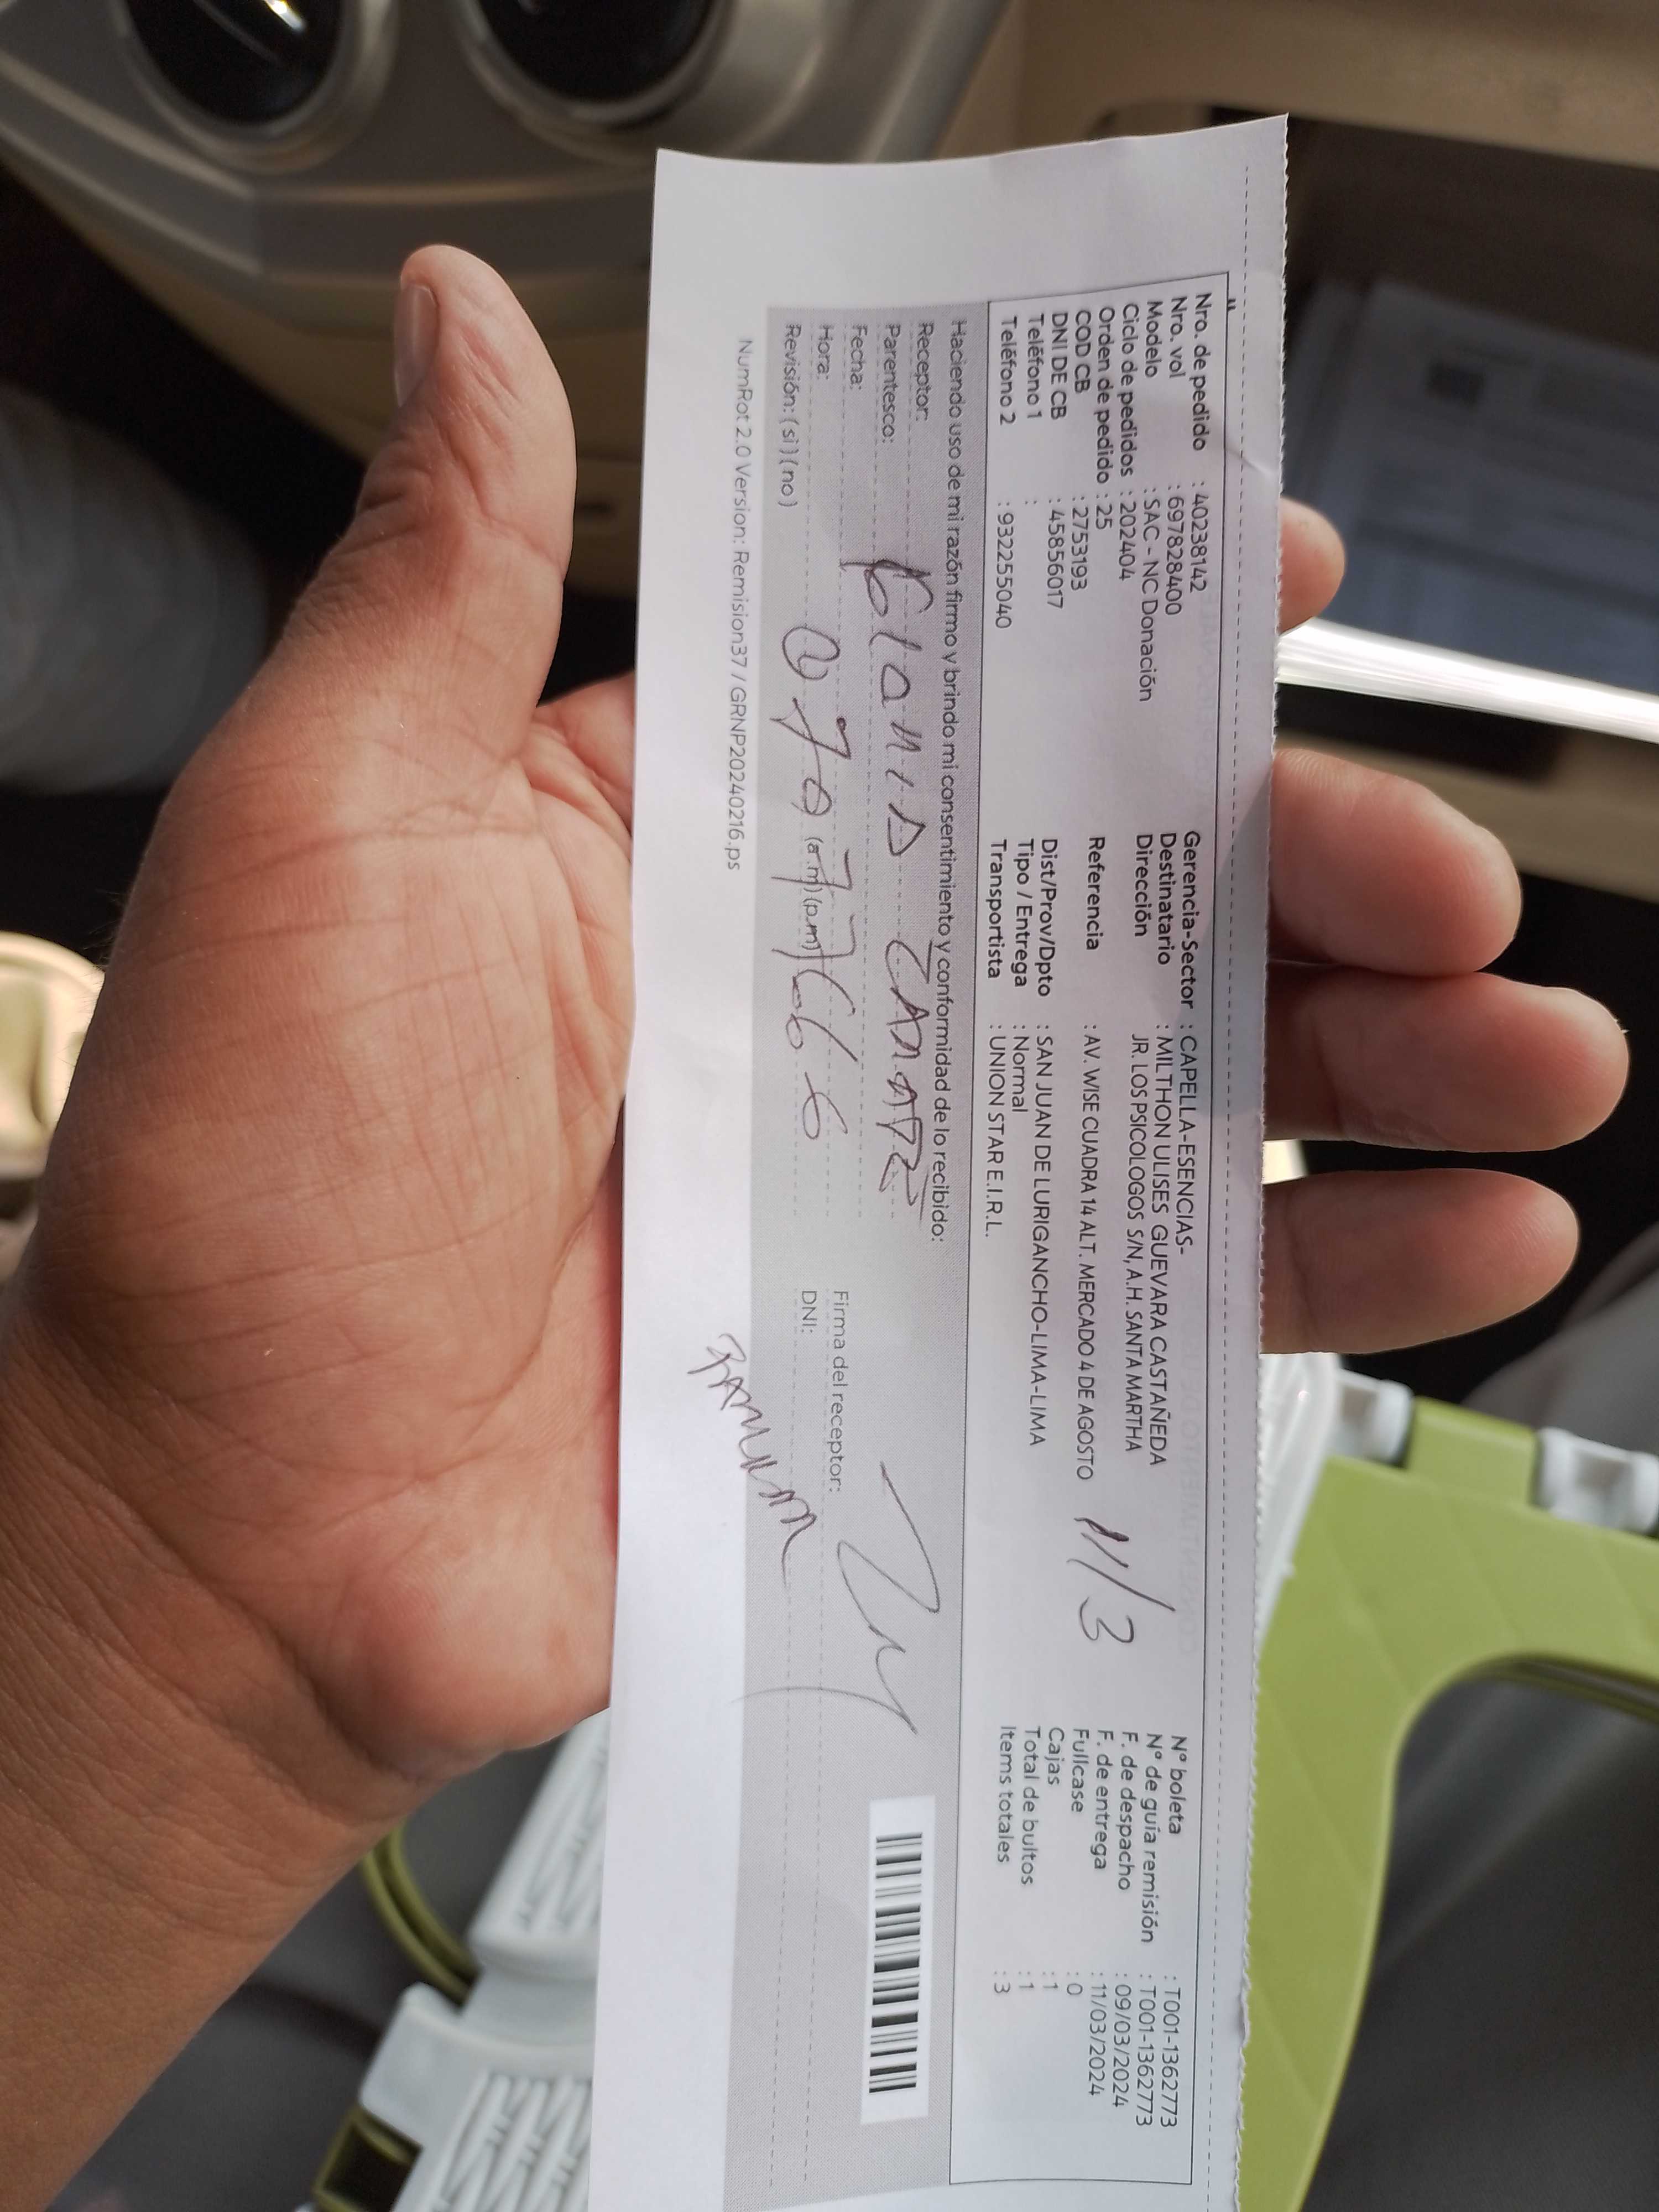 Nro. de pedido : 40238142
Nro. vol : 697828400
Modelo : SAC - NC Donación
Ciclo de pedidos : 202404
Orden de pedido : 25
COD CB : 2753193
DNI DE CB : 45856017
Teléfono 1 :
Teléfono 2 : 932255040
Gerencia-Sector : CAPELLA-ESENCIAS-
Destinatario : MILTHON ULISES GUEVARA CASTAÑEDA
Dirección JR. LOS PSICOLOGOS S/N, A.H. SANTA MARTHA
Referencia : AV. WISE CUADRA 14 ALT. MERCADO 4 DE AGOSTO
Dist/Prov/Dpto : SAN JUAN DE LURIGANCHO-LIMA-LIMA
Tipo / Entrega : Normal
Transportista : UNION STAR E.I.R.L.
11/3
N° boleta : T001-1362773
N° de guía remisión : T001-1362773
F. de despacho : 09/03/2024
F. de entrega : 11/03/2024
Fullcase : 0
Cajas : 1
Total de bultos : 1
Items totales : 3
Haciendo uso de mi razón firmo y brindo mi consentimiento y conformidad de lo recibido:
Receptor:
Parentesco:
Fecha:
Hora: (a.m) (p.m)
Revisión: (si) (no)
Firma del receptor:
DNI:
NumRot 2.0 Version: Remision37 / GRNP20240216.ps